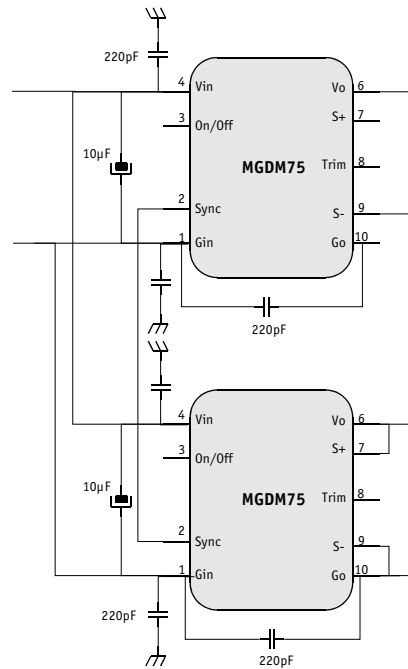 220pF
4 Vin Vo 6
3 On/Off S+ 7
10µF
MGDM75 Trim 8
2 Sync S- 9
1 Gin Go 10
220pF
4 Vin Vo 6
3 On/Off S+ 7
10µF
MGDM75 Trim 8
2 Sync S- 9
1 Gin Go 10
220pF
220pF